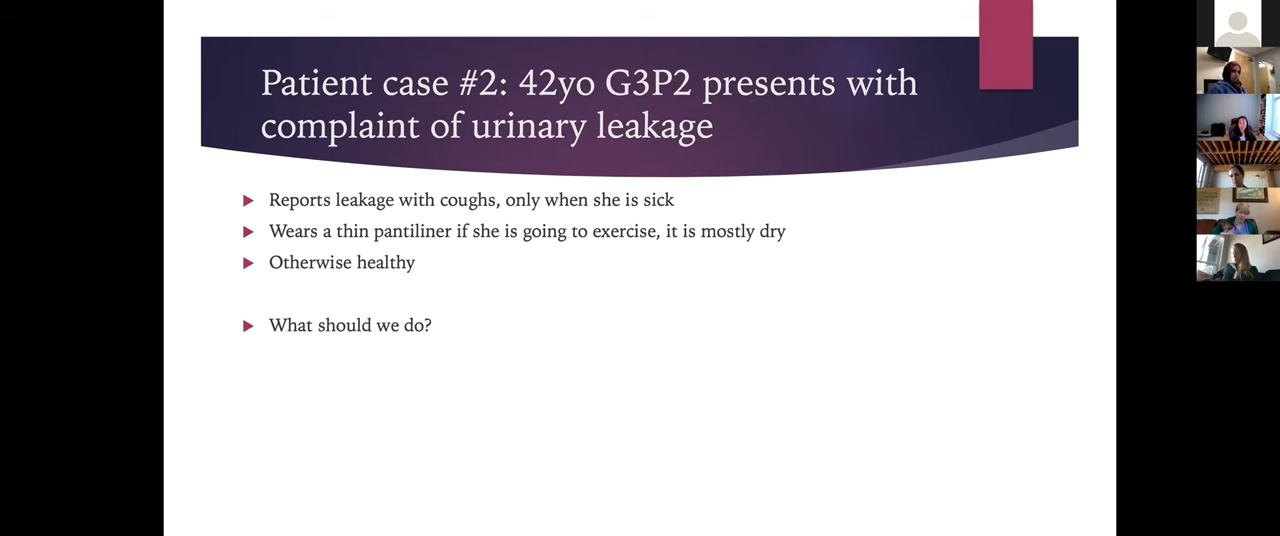 Patient case #2: 42yo G3P2 presents with
complaint of urinary leakage
Reports leakage with coughs, only when she is sick
Wears a thin pantiliner if she is going to exercise, it is mostly dry
Otherwise healthy
What should we do?